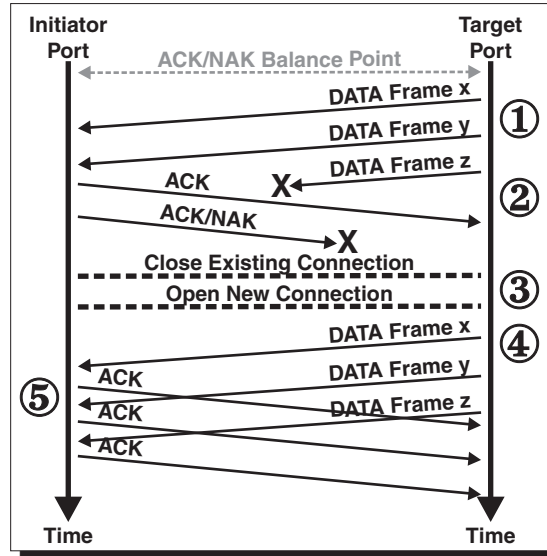 Initiator Port
Target Port
ACK/NAK Balance Point
DATA Frame x
①
DATA Frame y
DATA Frame z
ACK
X
②
ACK/NAK
X
Close Existing Connection
③
Open New Connection
DATA Frame x
④
DATA Frame y
ACK
⑤
DATA Frame z
ACK
ACK
Time
Time